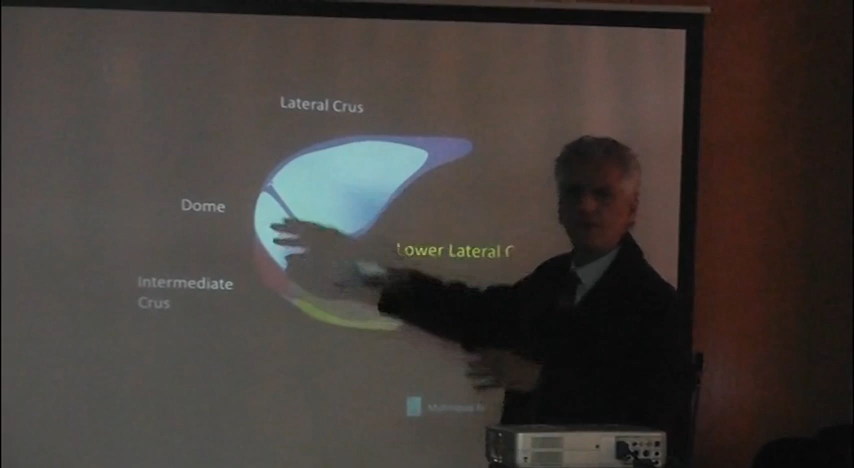 Lateral Crus
Dome
Lower Lateral
Intermediate
Crus